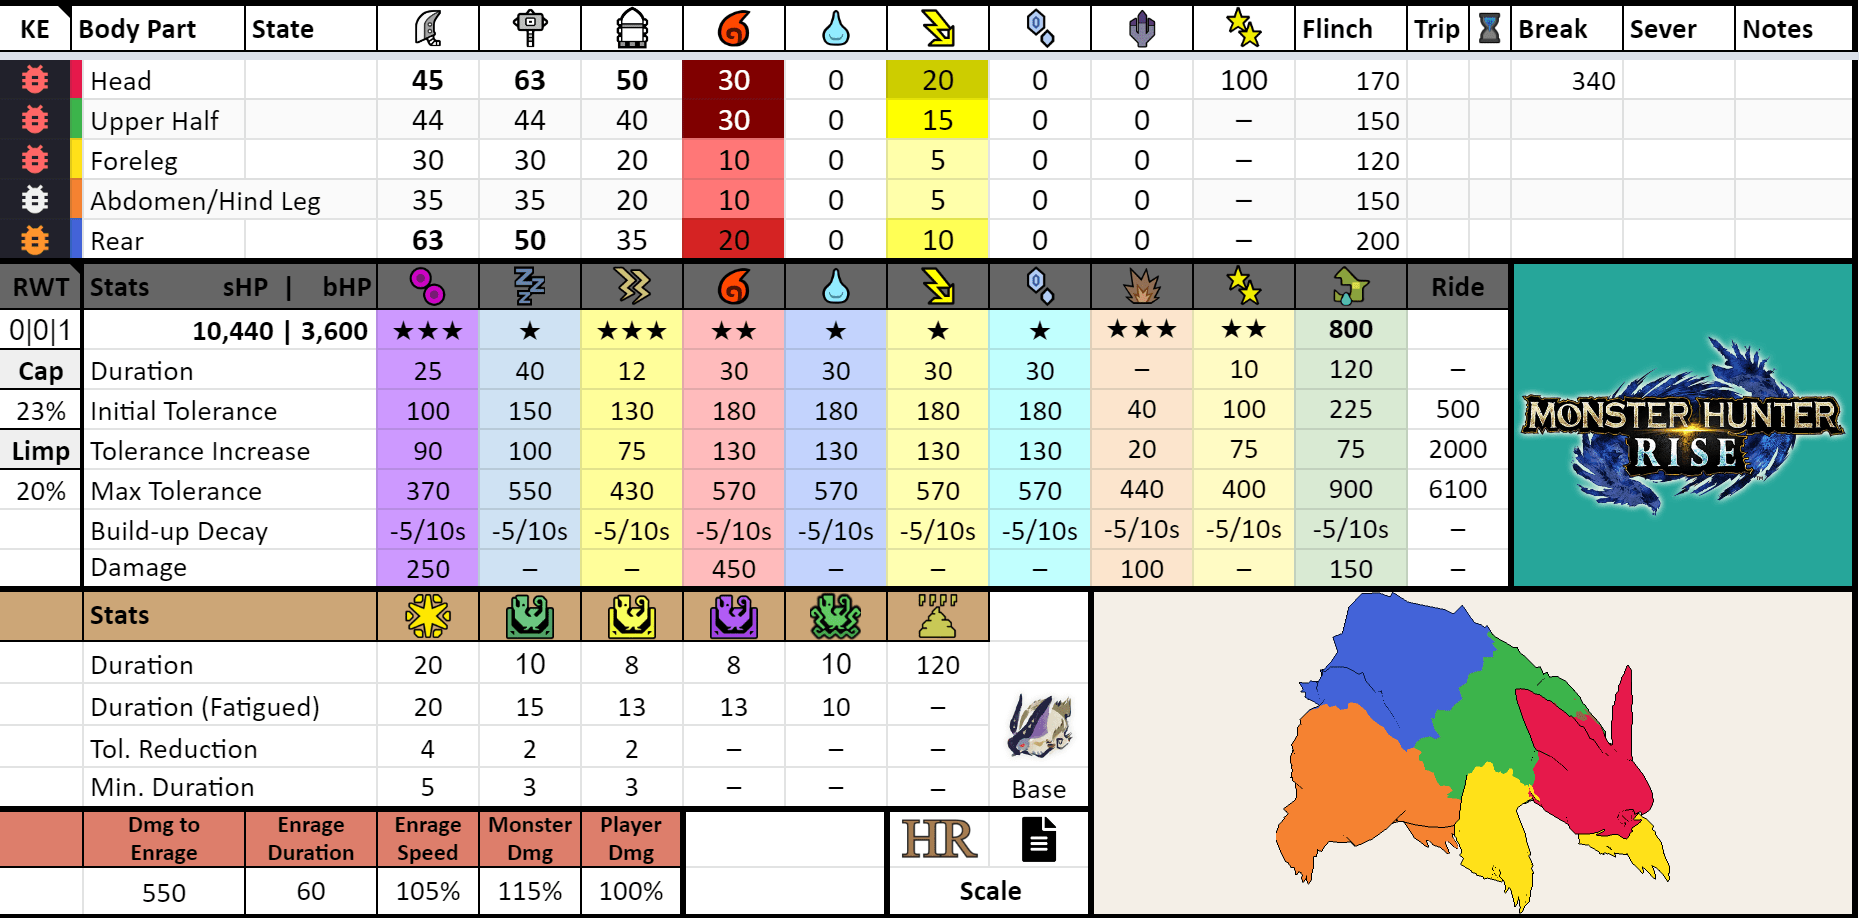 KE Body Part State Flinch Trip Break Sever Notes
Head 45 63 50 30 0 20 0 0 100 170 340
Upper Half 44 44 40 30 0 15 0 0 – 150
Foreleg 30 30 20 10 0 5 0 0 – 120
Abdomen/Hind Leg 35 35 20 10 0 5 0 0 – 150
Rear 63 50 35 20 0 10 0 0 – 200
RWT Stats sHP | bHP Ride
0|0|1 10,440 | 3,600 ★★★ ★ ★★★ ★★ ★ ★ ★ ★★★ ★★ 800
Cap Duration 25 40 12 30 30 30 30 – 10 120 –
23% Initial Tolerance 100 150 130 180 180 180 180 40 100 225 500
Limp Tolerance Increase 90 100 75 130 130 130 130 20 75 75 2000
20% Max Tolerance 370 550 430 570 570 570 570 440 400 900 6100
Build-up Decay -5/10s -5/10s -5/10s -5/10s -5/10s -5/10s -5/10s -5/10s -5/10s -5/10s –
Damage 250 – – 450 – – – 100 – 150 –
MONSTER HUNTER
RISE
Stats
Duration 20 10 8 8 10 120
Duration (Fatigued) 20 15 13 13 10 –
Tol. Reduction 4 2 2 – – –
Min. Duration 5 3 3 – – – Base
Dmg to Enrage Enrage Monster Player HR
Enrage Duration Speed Dmg Dmg
550 60 105% 115% 100% Scale